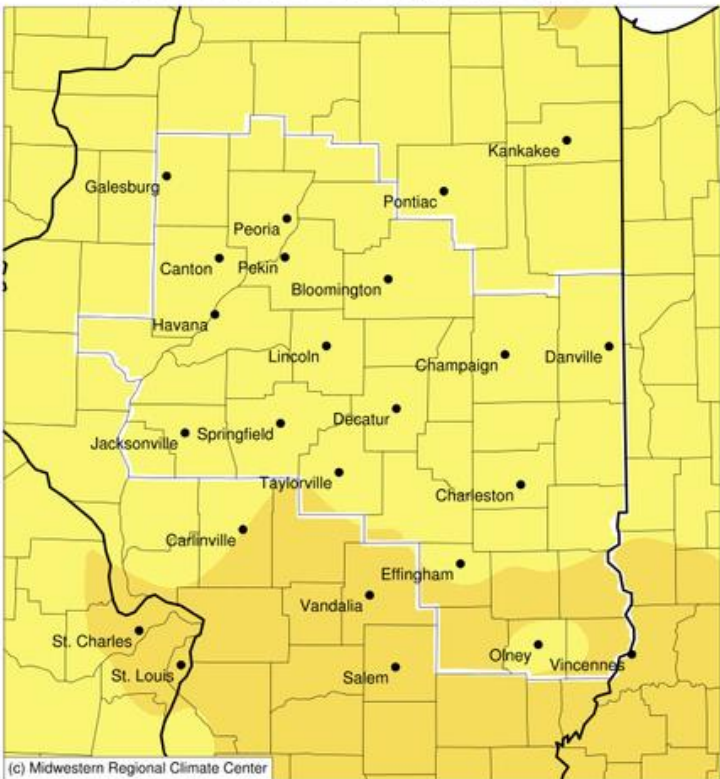 Kankakee
Galesburg
Pontiac
Peoria
Canton
Pekin
Bloomington
Havana
Lincoln
Champaign
Danville
Decatur
Jacksonville
Springfield
Taylorville
Charleston
Carlinville
Effingham
Vandalia
St. Charles
Olney
Vincennes
St. Louis
Salem
(c) Midwestern Regional Climate Center